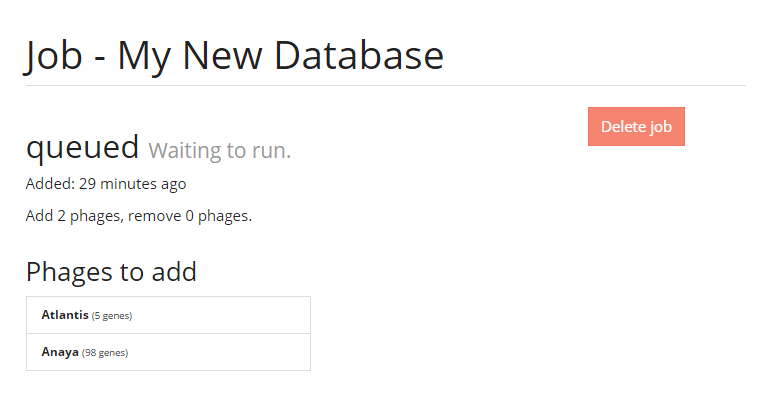 Job - My New Database
Delete job
queued Waiting to run.
Added: 29 minutes ago
Add 2 phages, remove 0 phages.
Phages to add
Atlantis (5 genes)
Anaya (98 genes)